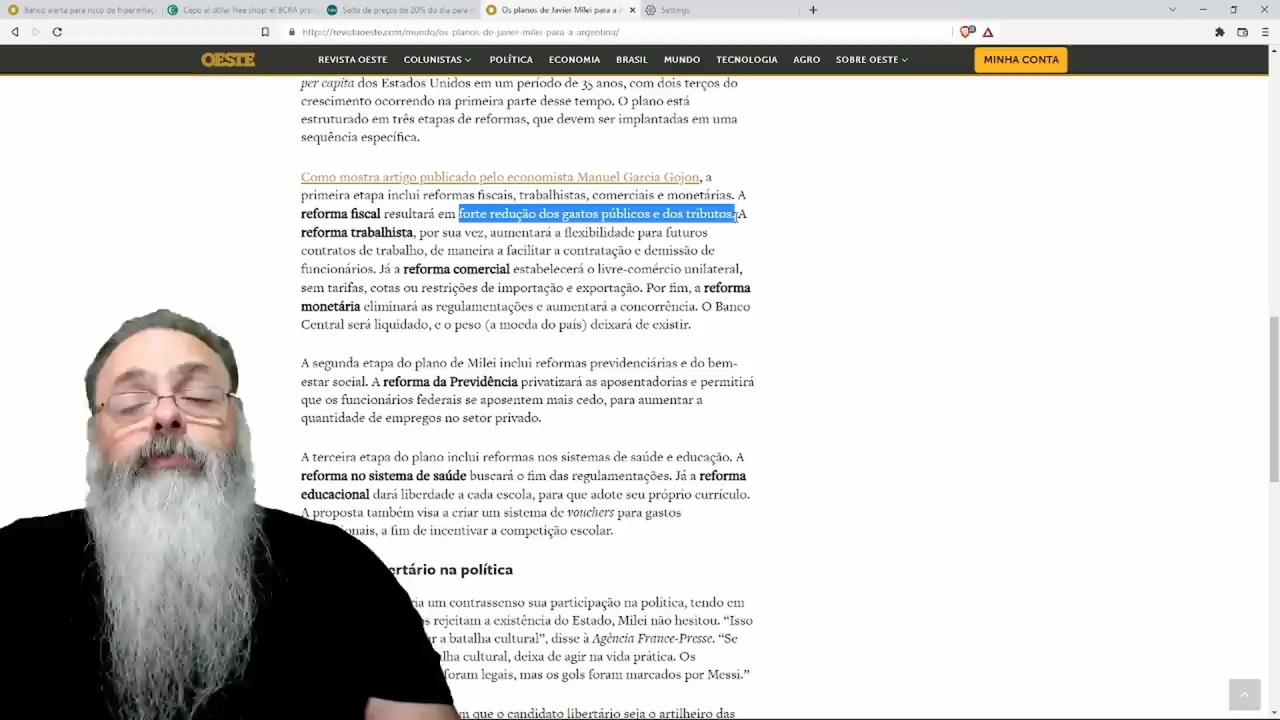 Banco alerta para risco de hiperinflaç
Cepo al dólar free shop: el BCRA pro
Salto de preços de 20% do dia para n
Os planos de Javier Milei para a A
Settings
https://revistaoeste.com/mundo/os-planos-de-javier-milei-para-a-argentina/
OESTE
REVISTA OESTE
COLUNISTAS
POLÍTICA
ECONOMIA
BRASIL
MUNDO
TECNOLOGIA
AGRO
SOBRE OESTE
MINHA CONTA
per capita dos Estados Unidos em um período de 35 anos, com dois terços do
crescimento ocorrendo na primeira parte desse tempo. O plano está
estruturado em três etapas de reformas, que devem ser implantadas em uma
sequência específica.
Como mostra artigo publicado pelo economista Manuel Garcia Gojon, a
primeira etapa inclui reformas fiscais, trabalhistas, comerciais e monetárias. A
reforma fiscal resultará em forte redução dos gastos públicos e dos tributos. A
reforma trabalhista, por sua vez, aumentará a flexibilidade para futuros
contratos de trabalho, de maneira a facilitar a contratação e demissão de
funcionários. Já a reforma comercial estabelecerá o livre-comércio unilateral,
sem tarifas, cotas ou restrições de importação e exportação. Por fim, a reforma
monetária eliminará as regulamentações e aumentará a concorrência. O Banco
Central será liquidado, e o peso (a moeda do país) deixará de existir.
A segunda etapa do plano de Milei inclui reformas previdenciárias e do bem-
estar social. A reforma da Previdência privatizará as aposentadorias e permitirá
que os funcionários federais se aposentem mais cedo, para aumentar a
quantidade de empregos no setor privado.
A terceira etapa do plano inclui reformas nos sistemas de saúde e educação. A
reforma no sistema de saúde buscará o fim das regulamentações. Já a reforma
educacional dará liberdade a cada escola, para que adote seu próprio currículo.
A proposta também visa a criar um sistema de vouchers para gastos
ionais, a fim de incentivar a competição escolar.
ertário na política
ria um contrassenso sua participação na política, tendo em
os rejeitam a existência do Estado, Milei não hesitou. “Isso
ar a batalha cultural”, disse à Agência France-Presse. “Se
alha cultural, deixa de agir na vida prática. Os
foram legais, mas os gols foram marcados por Messi.”
m que o candidato libertário seja o artilheiro das